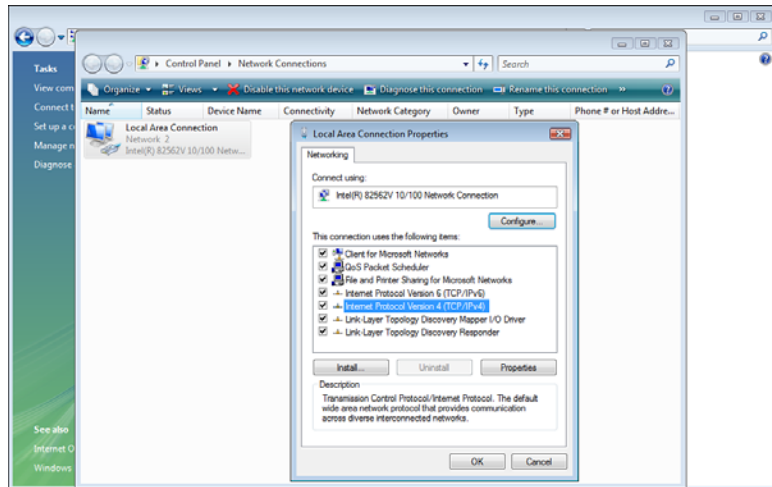 Control Panel ▸ Network Connections
Search
Tasks
View com
Connect t
Set up a c
Manage n
Diagnose
See also
Internet O
Windows
Organize
Views
Disable this network device
Diagnose this connection
Rename this connection
»
Name
Status
Device Name
Connectivity
Network Category
Owner
Type
Phone # or Host Addre...
Local Area Connection
Network 2
Intel(R) 82562V 10/100 Netw...
Local Area Connection Properties
Networking
Connect using:
Intel(R) 82562V 10/100 Network Connection
Configure...
This connection uses the following items:
Client for Microsoft Networks
QoS Packet Scheduler
File and Printer Sharing for Microsoft Networks
Internet Protocol Version 6 (TCP/IPv6)
Internet Protocol Version 4 (TCP/IPv4)
Link-Layer Topology Discovery Mapper I/O Driver
Link-Layer Topology Discovery Responder
Install...
Uninstall
Properties
Description
Transmission Control Protocol/Internet Protocol. The default
wide area network protocol that provides communication
across diverse interconnected networks.
OK
Cancel